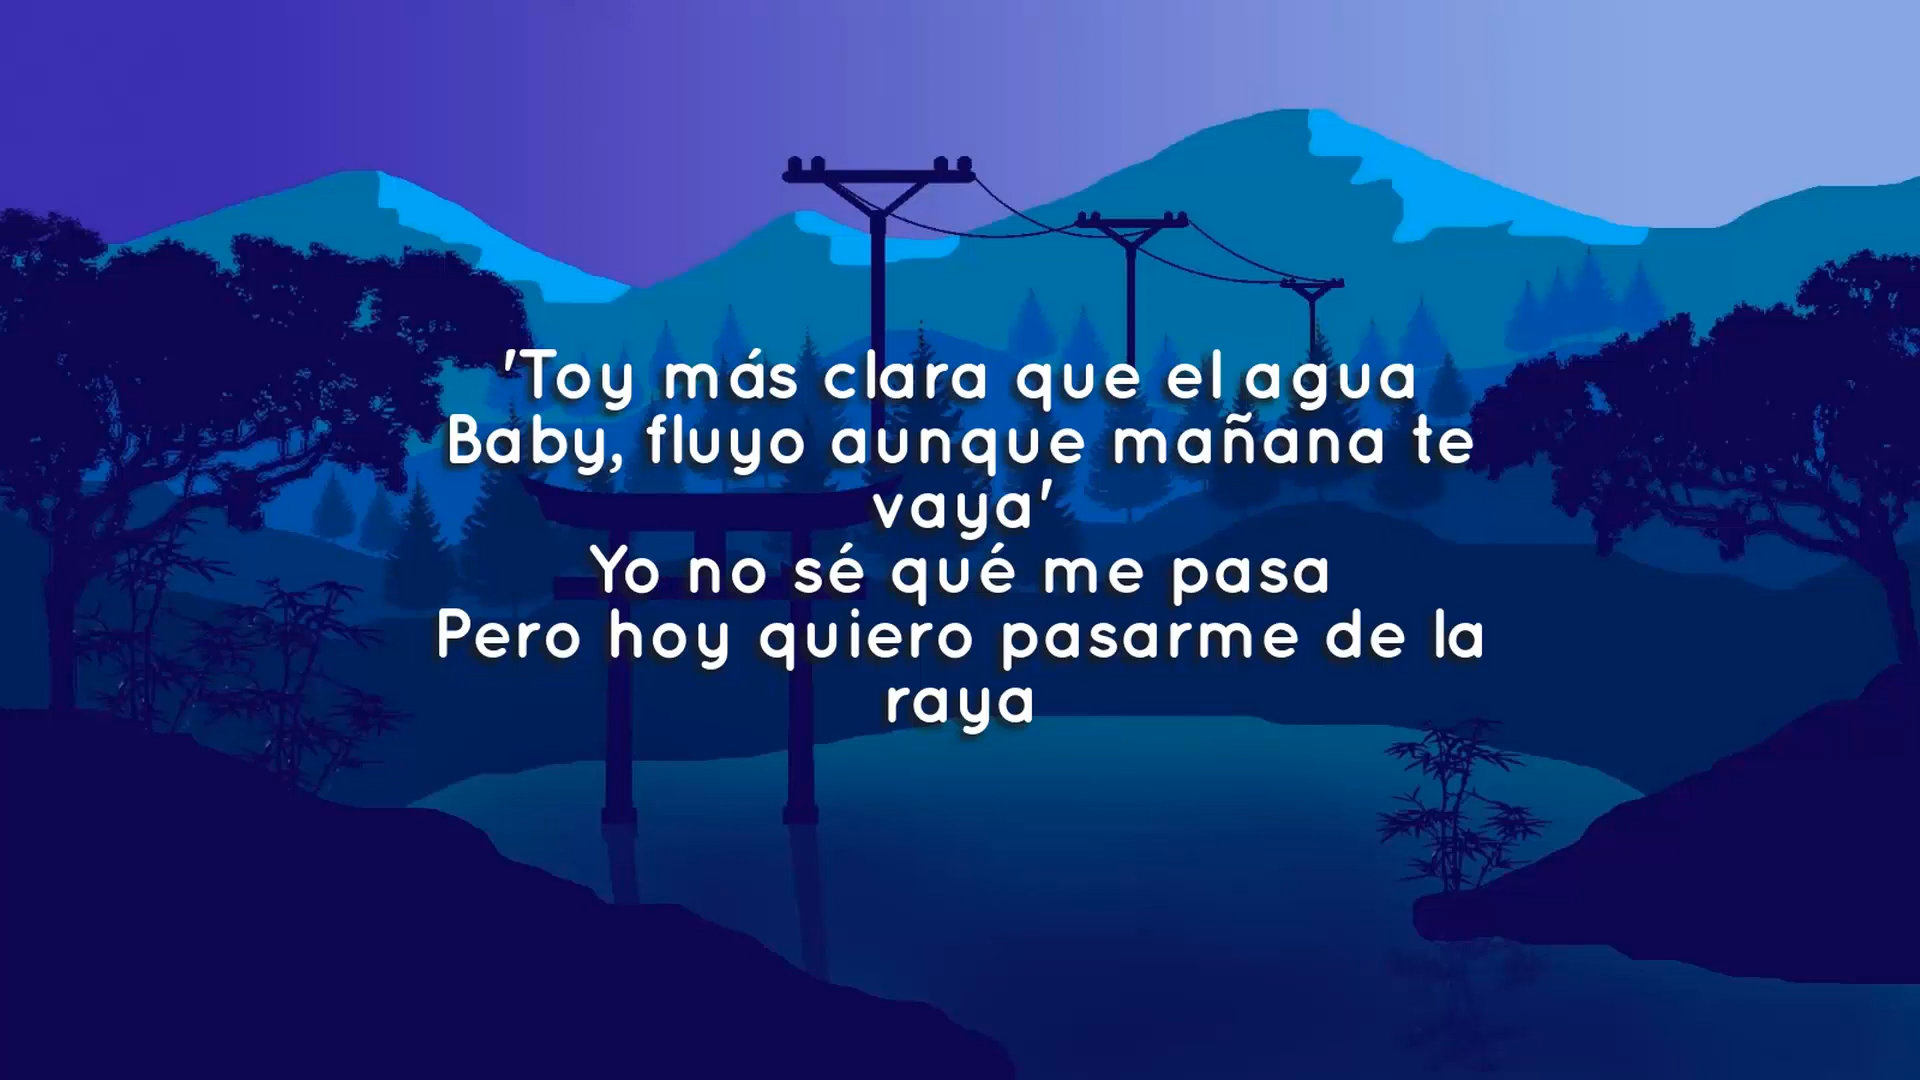 'Toy más clara que el agua
Baby, fluyo aunque mañana te
vaya'
Yo no sé qué me pasa
Pero hoy quiero pasarme de la
raya